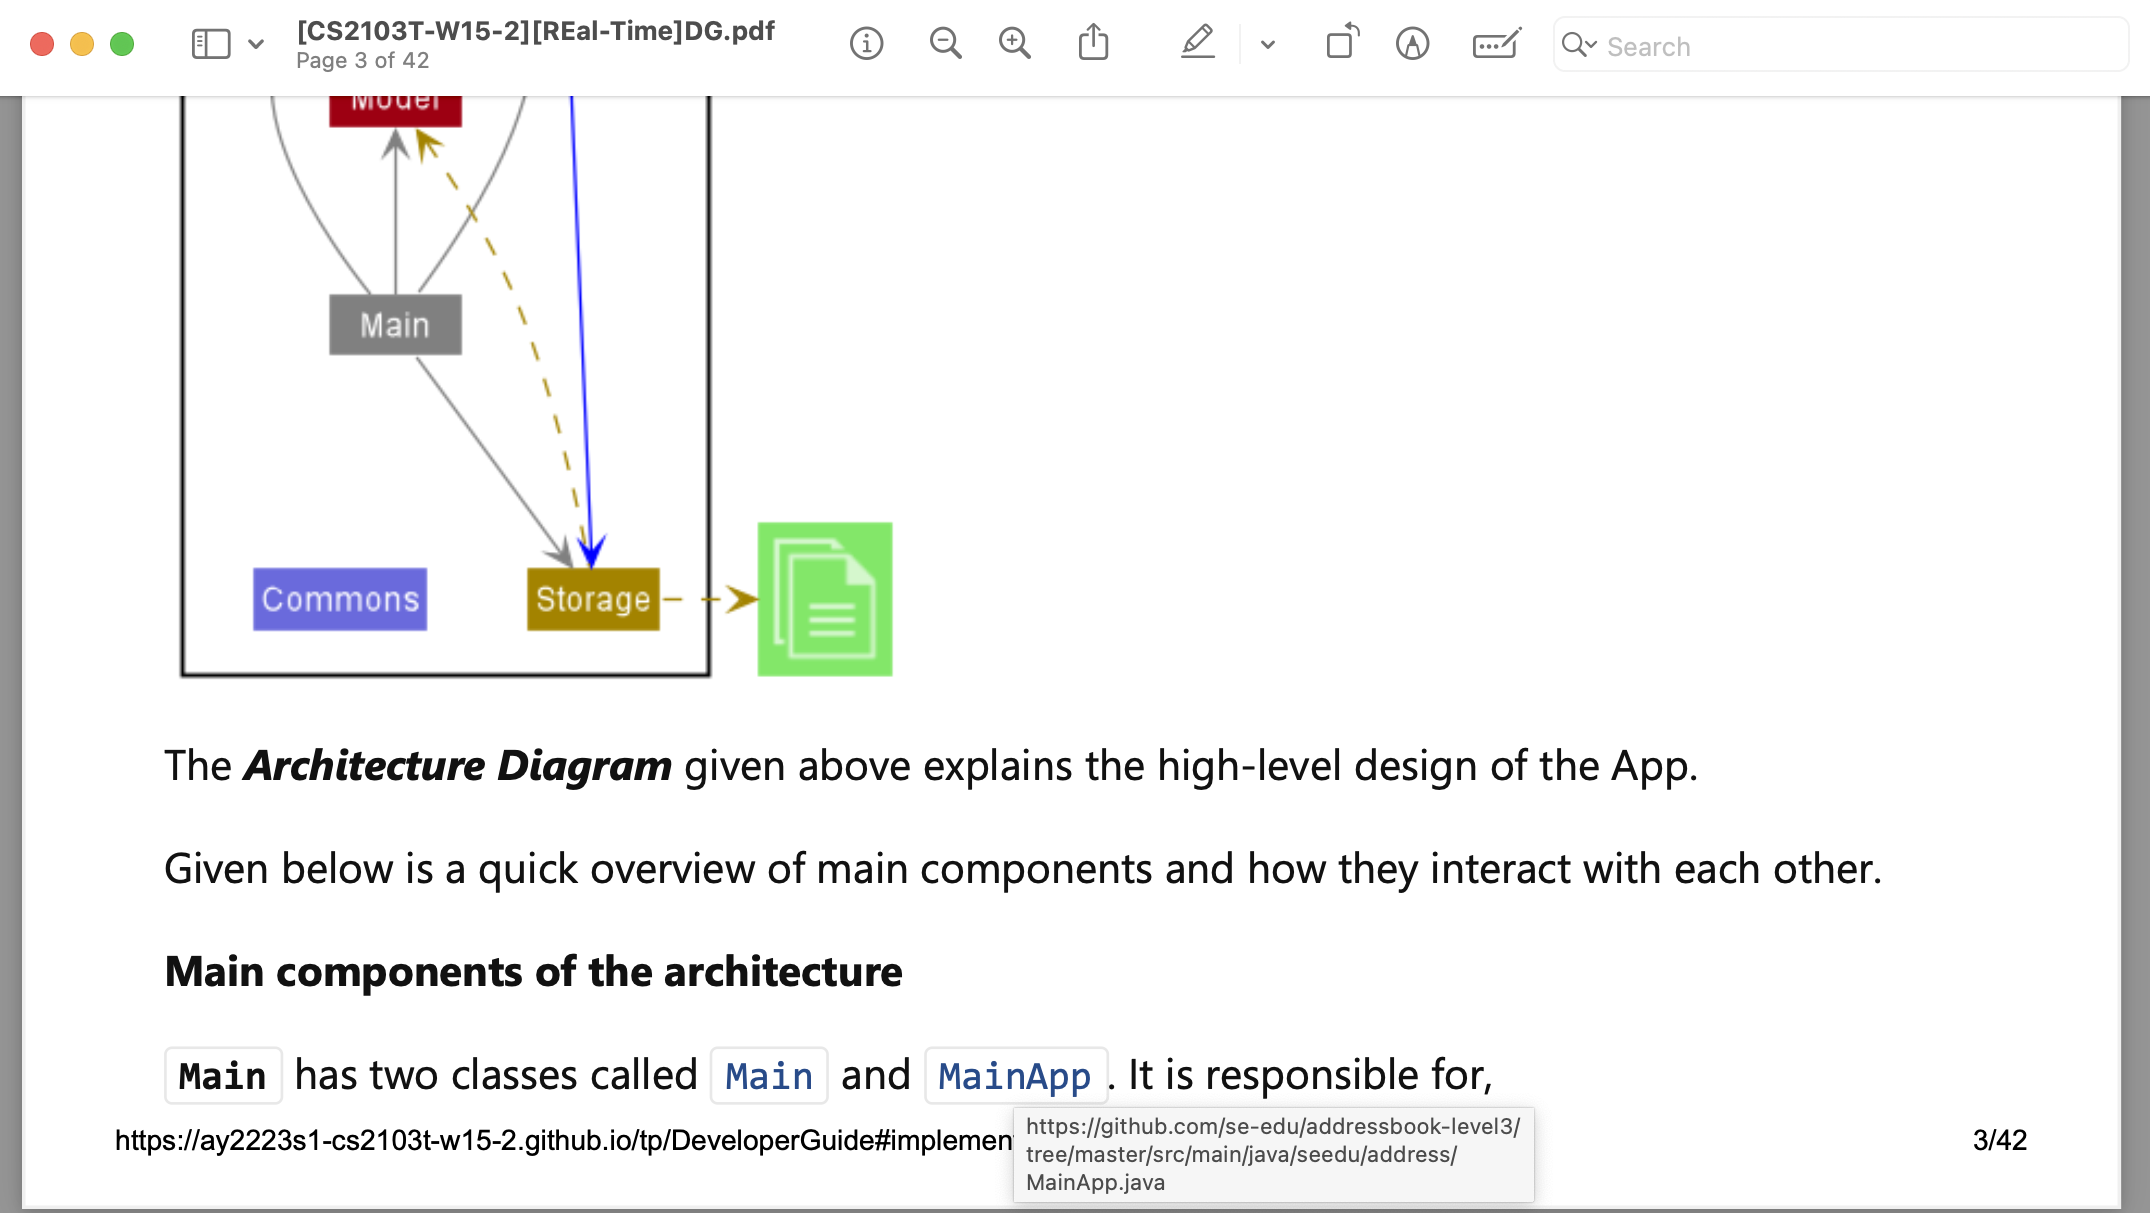 [CS2103T-W15-2][REal-Time]DG.pdf
Page 3 of 42
Search
Model
Main
Commons
Storage
The Architecture Diagram given above explains the high-level design of the App.
Given below is a quick overview of main components and how they interact with each other.
Main components of the architecture
Main has two classes called Main and MainApp. It is responsible for,
https://ay2223s1-cs2103t-w15-2.github.io/tp/DeveloperGuide#implemen
3/42
https://github.com/se-edu/addressbook-level3/
tree/master/src/main/java/seedu/address/
MainApp.java